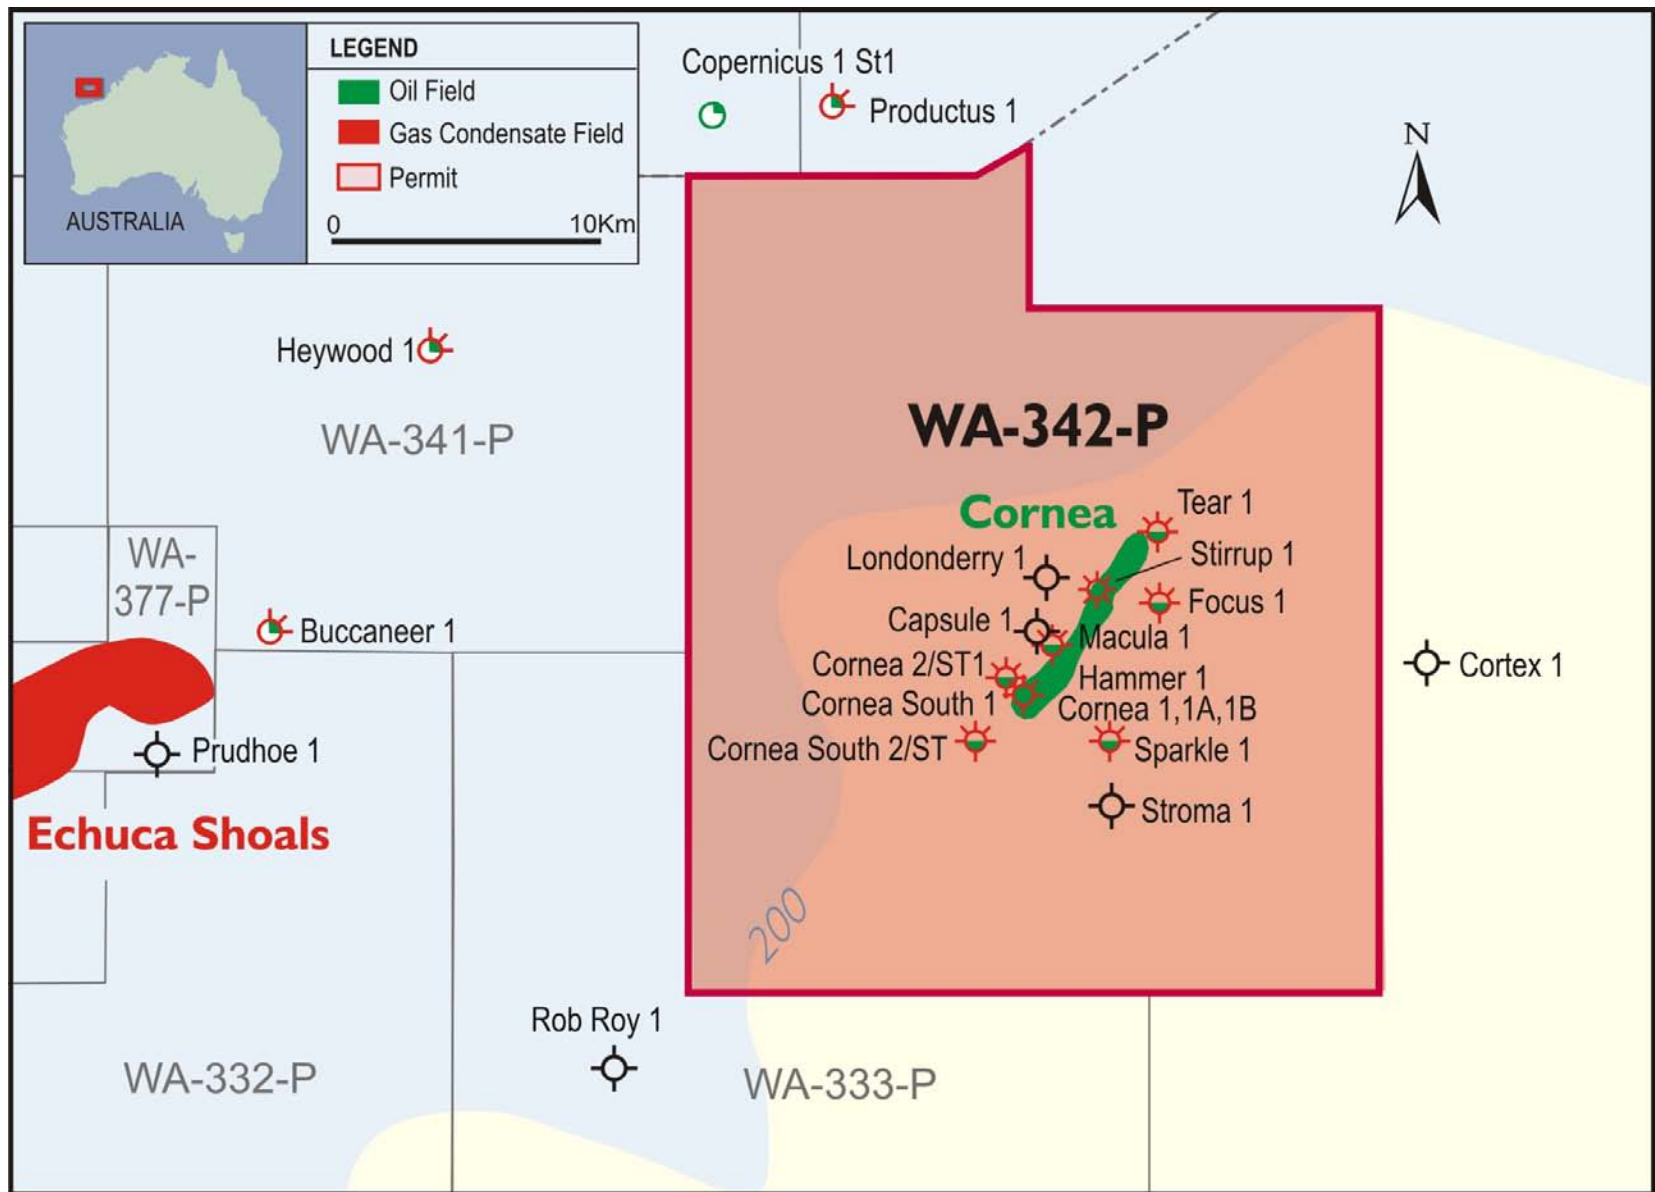 LEGEND
Oil Field
Gas Condensate Field
Permit
0 10Km
AUSTRALIA
Copernicus 1 St1
Productus 1
N
Heywood 1
WA-341-P
WA-342-P
Cornea
Tear 1
Londonderry 1
Stirrup 1
Focus 1
Capsule 1
Macula 1
Cornea 2/ST1
Hammer 1
Cornea South 1
Cornea 1,1A,1B
Cornea South 2/ST
Sparkle 1
Stroma 1
Cortex 1
WA-
377-P
Buccaneer 1
Prudhoe 1
Echuca Shoals
200
Rob Roy 1
WA-332-P
WA-333-P